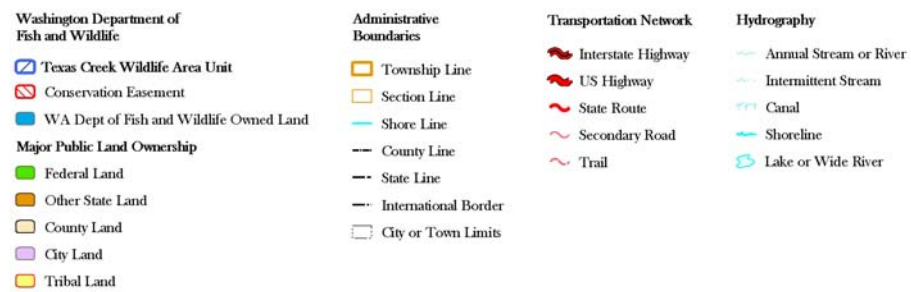 Washington Department of
Fish and Wildlife
Texas Creek Wildlife Area Unit
Conservation Easement
WA Dept of Fish and Wildlife Owned Land
Major Public Land Ownership
Federal Land
Other State Land
County Land
City Land
Tribal Land
Administrative
Boundaries
Township Line
Section Line
Shore Line
County Line
State Line
International Border
City or Town Limits
Transportation Network
Interstate Highway
US Highway
State Route
Secondary Road
Trail
Hydrography
Annual Stream or River
Intermittent Stream
Canal
Shoreline
Lake or Wide River